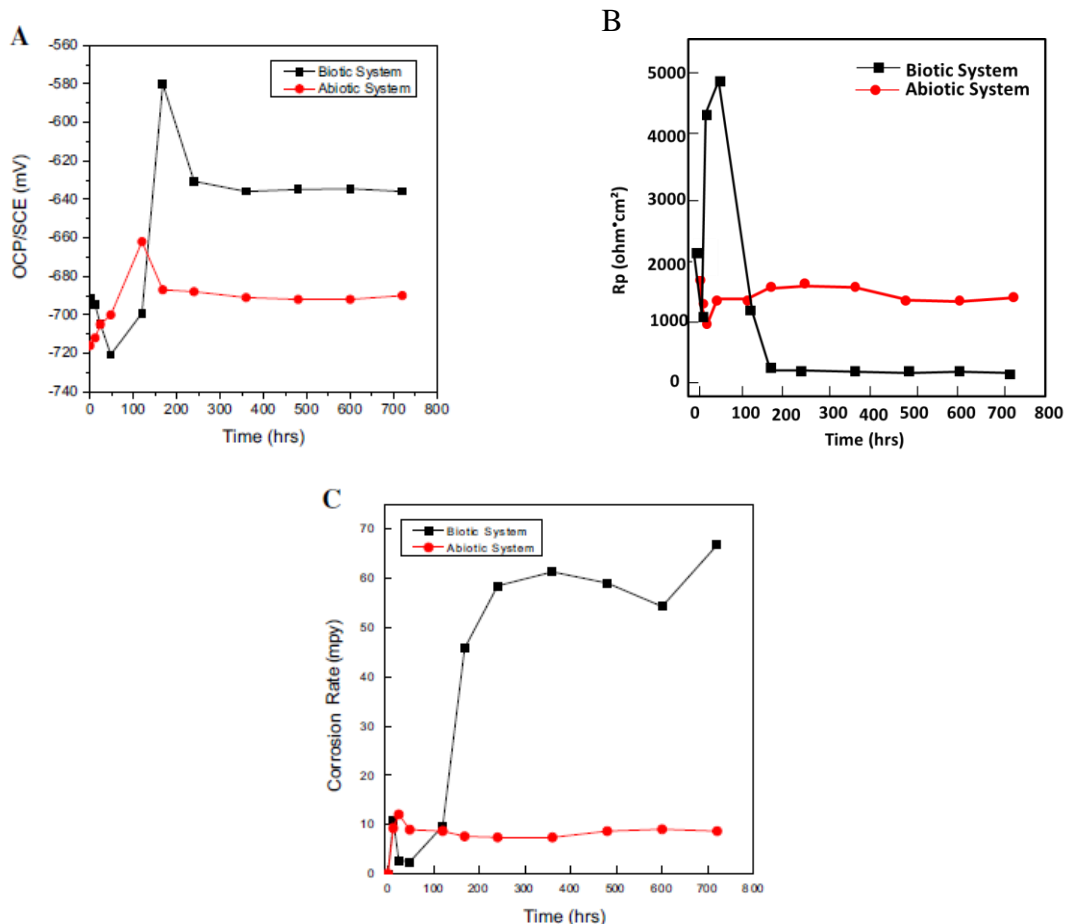 A
-560
-580
-600
-620
-640
-660
-680
-700
-720
-740
OCP/SCE (mV)
Biotic System
Abiotic System
0 100 200 300 400 500 600 700 800
Time (hrs)
B
5000
4000
3000
2000
1000
0
Rp (ohm*cm²)
Biotic System
Abiotic System
0 100 200 300 400 500 600 700 800
Time (hrs)
C
70
60
50
40
30
20
10
0
Corrosion Rate (mpy)
Biotic System
Abiotic System
0 100 200 300 400 500 600 700 800
Time (hrs)